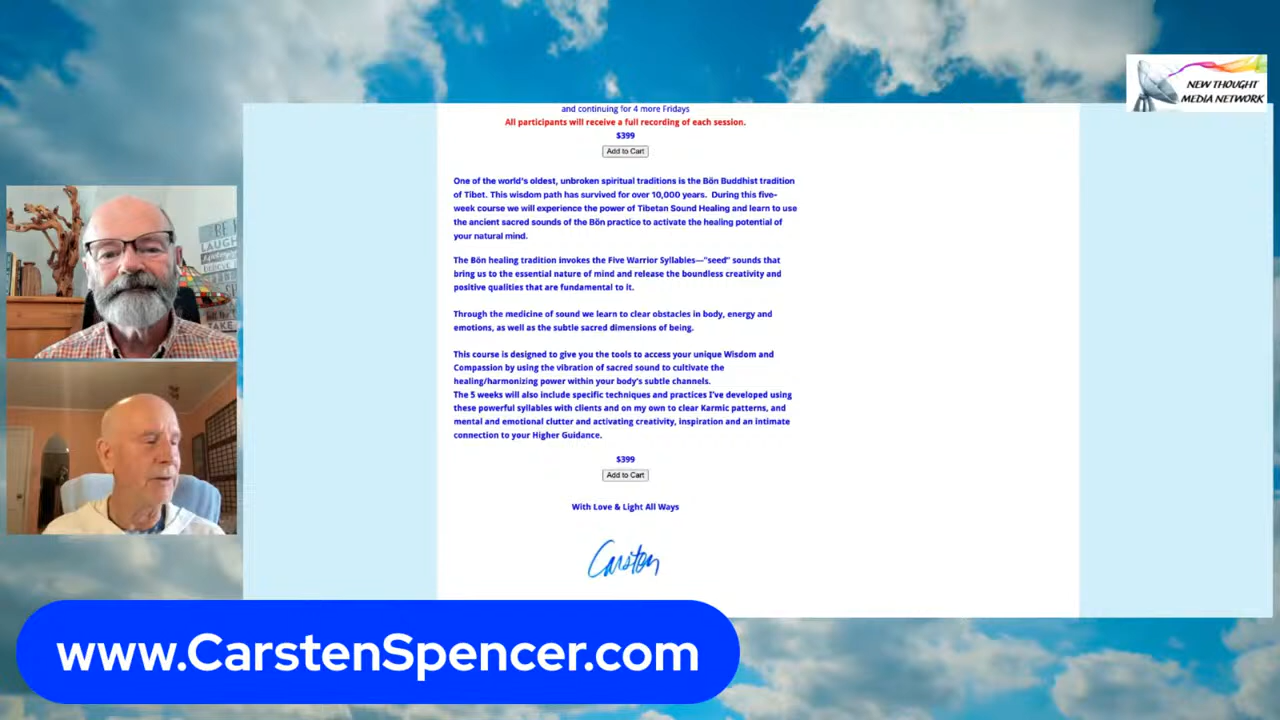 NEW THOUGHT
MEDIA NETWORK
and continuing for 4 more Fridays
All participants will receive a full recording of each session.
$399
Add to Cart
One of the world's oldest, unbroken spiritual traditions is the Bön Buddhist tradition
of Tibet. This wisdom path has survived for over 10,000 years. During this five-
week course we will experience the power of Tibetan Sound Healing and learn to use
the ancient sacred sounds of the Bön practice to activate the healing potential of
your natural mind.
The Bön healing tradition invokes the Five Warrior Syllables—"seed" sounds that
bring us to the essential nature of mind and release the boundless creativity and
positive qualities that are fundamental to it.
Through the medicine of sound we learn to clear obstacles in body, energy and
emotions, as well as the subtle sacred dimensions of being.
This course is designed to give you the tools to access your unique Wisdom and
Compassion by using the vibration of sacred sound to cultivate the
healing/harmonizing power within your body's subtle channels.
The 5 weeks will also include specific techniques and practices I've developed using
these powerful syllables with clients and on my own to clear Karmic patterns, and
mental and emotional clutter and activating creativity, inspiration and an intimate
connection to your Higher Guidance.
$399
Add to Cart
With Love & Light All Ways
Carsten
LAUGH
TAKE
www.CarstenSpencer.com